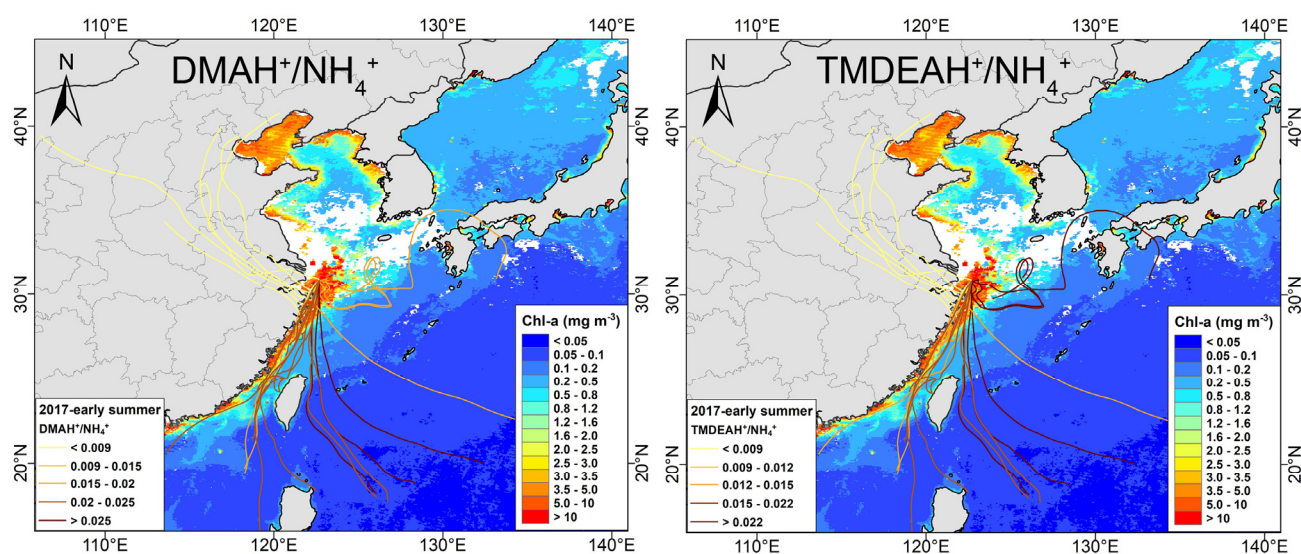 110°E 120°E 130°E 140°E
N
DMAH⁺/NH₄⁺
40°N
30°N
20°N
2017-early summer
DMAH⁺/NH₄⁺
< 0.009
0.009 - 0.015
0.015 - 0.02
0.02 - 0.025
> 0.025
Chl-a (mg m⁻³)
< 0.05
0.05 - 0.1
0.1 - 0.2
0.2 - 0.5
0.5 - 0.8
0.8 - 1.2
1.2 - 1.6
1.6 - 2.0
2.0 - 2.5
2.5 - 3.0
3.0 - 3.5
3.5 - 5.0
5.0 - 10
> 10
110°E 120°E 130°E 140°E
110°E 120°E 130°E 140°E
N
TMDEAH⁺/NH₄⁺
40°N 40°N
30°N 30°N
20°N 20°N
2017-early summer
TMDEAH⁺/NH₄⁺
< 0.009
0.009 - 0.012
0.012 - 0.015
0.015 - 0.022
> 0.022
Chl-a (mg m⁻³)
< 0.05
0.05 - 0.1
0.1 - 0.2
0.2 - 0.5
0.5 - 0.8
0.8 - 1.2
1.2 - 1.6
1.6 - 2.0
2.0 - 2.5
2.5 - 3.0
3.0 - 3.5
3.5 - 5.0
5.0 - 10
> 10
110°E 120°E 130°E 140°E